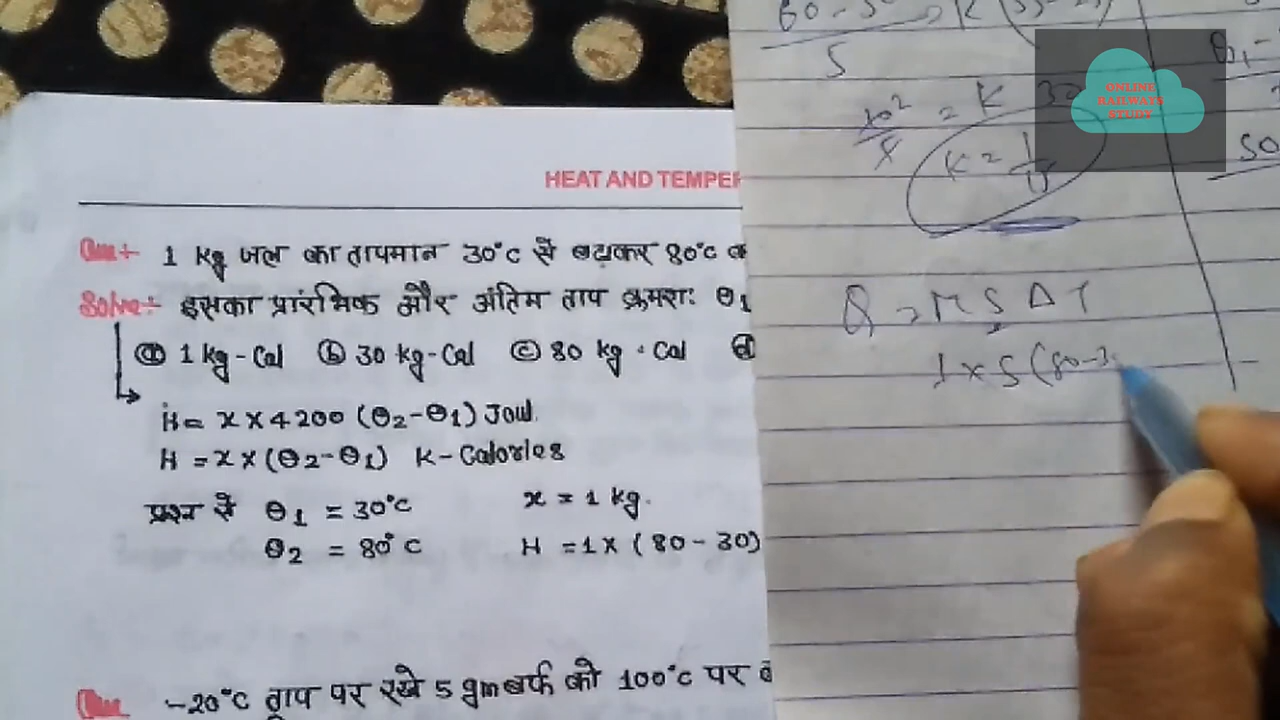 HEAT AND TEMPER
Que÷ 1 Kg जल का तापमान 30°C से बढ़ाकर 80°C क
Solve÷ इसका प्रारंभिक और अंतिम ताप क्रमशः θ1
ⓐ 1 kg-Cal ⓑ 30 kg-Cal ⓒ 80 kg-Cal ⓓ
H = x × 4200 (θ2-θ1) Joul.
H = x × (θ2-θ1) K-Calories
प्रश्न से θ1 = 30°C x = 1 kg.
θ2 = 80°C H = 1 × (80 - 30)
Que -20°C ताप पर रखे 5 gm बर्फ को 100°C पर
5
= K
K =
Q = M S Δ T
1 × S (80-3
θ1 -
50
ONLINE
RAILWAYS
STUDY